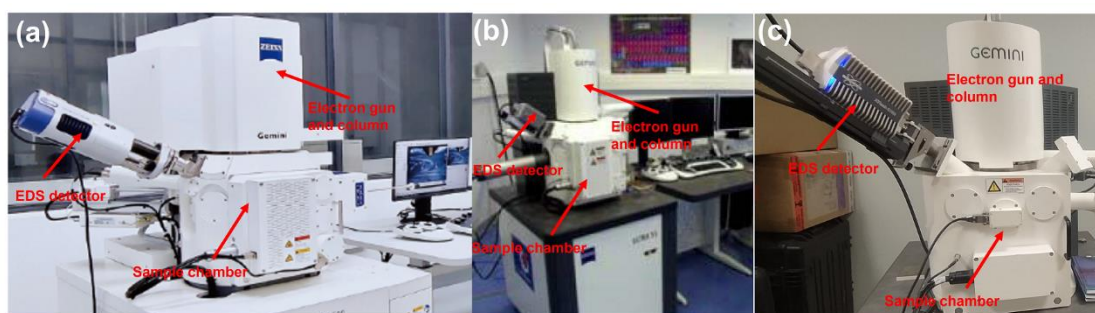 (a)
ZEISS
Electron gun
and column
Gemini
EDS detector
Sample chamber
(b)
GEMINI
Electron gun
and column
EDS detector
Sample chamber
GEMINI
(c)
GEMINI
Electron gun and
column
EDS detector
Sample chamber